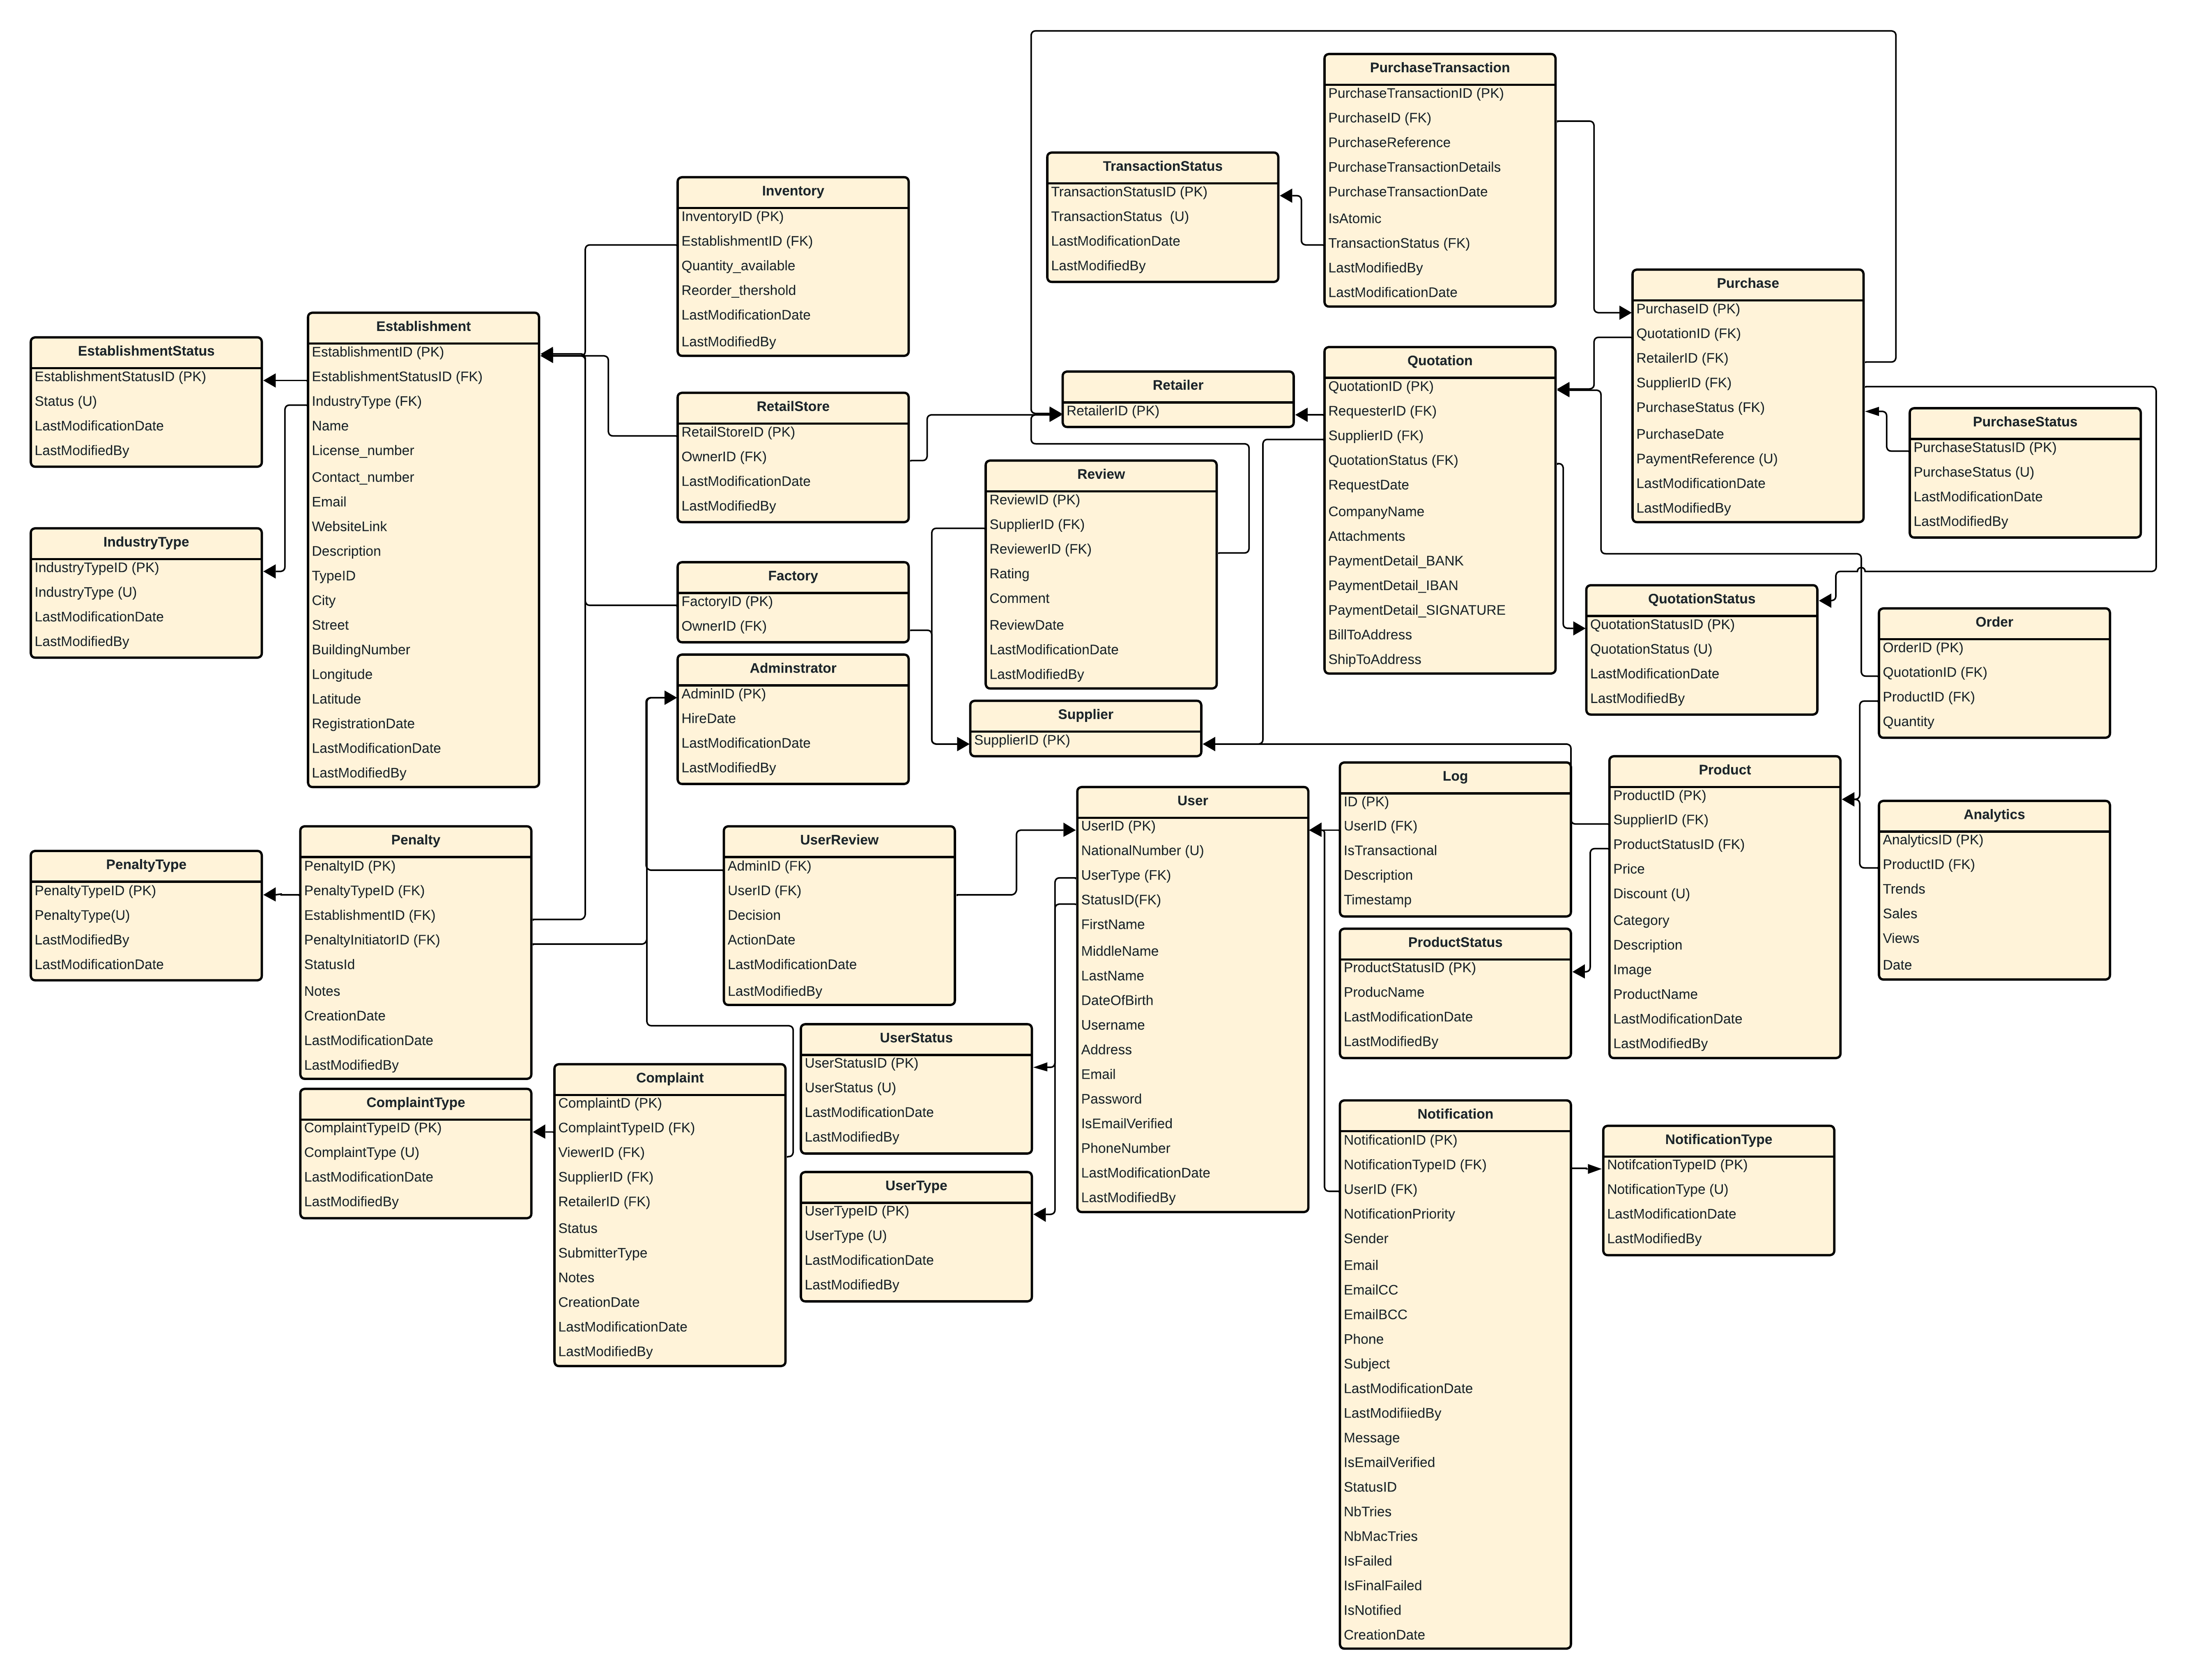 PurchaseTransaction
PurchaseTransactionID (PK)
PurchaseID (FK)
PurchaseReference
PurchaseTransactionDetails
PurchaseTransactionDate
IsAtomic
TransactionStatus (FK)
LastModifiedBy
LastModificationDate
TransactionStatus
TransactionStatusID (PK)
TransactionStatus  (U)
LastModificationDate
LastModifiedBy
Inventory
InventoryID (PK)
EstablishmentID (FK)
Quantity_available
Reorder_thershold
LastModificationDate
LastModifiedBy
Purchase
PurchaseID (PK)
QuotationID (FK)
RetailerID (FK)
SupplierID (FK)
PurchaseStatus (FK)
PurchaseDate
PaymentReference (U)
LastModificationDate
LastModifiedBy
Establishment
EstablishmentID (PK)
EstablishmentStatusID (FK)
IndustryType (FK)
Name
License_number
Contact_number
Email
WebsiteLink
Description
TypeID
City
Street
BuildingNumber
Longitude
Latitude
RegistrationDate
LastModificationDate
LastModifiedBy
EstablishmentStatus
EstablishmentStatusID (PK)
Status (U)
LastModificationDate
LastModifiedBy
Quotation
QuotationID (PK)
RequesterID (FK)
SupplierID (FK)
QuotationStatus (FK)
RequestDate
CompanyName
Attachments
PaymentDetail_BANK
PaymentDetail_IBAN
PaymentDetail_SIGNATURE
BillToAddress
ShipToAddress
Retailer
RetailerID (PK)
RetailStore
RetailStoreID (PK)
OwnerID (FK)
LastModificationDate
LastModifiedBy
PurchaseStatus
PurchaseStatusID (PK)
PurchaseStatus (U)
LastModificationDate
LastModifiedBy
Review
ReviewID (PK)
SupplierID (FK)
ReviewerID (FK)
Rating
Comment
ReviewDate
LastModificationDate
LastModifiedBy
IndustryType
IndustryTypeID (PK)
IndustryType (U)
LastModificationDate
LastModifiedBy
Factory
FactoryID (PK)
OwnerID (FK)
QuotationStatus
QuotationStatusID (PK)
QuotationStatus (U)
LastModificationDate
LastModifiedBy
Order
OrderID (PK)
QuotationID (FK)
ProductID (FK)
Quantity
Adminstrator
AdminID (PK)
HireDate
LastModificationDate
LastModifiedBy
Supplier
SupplierID (PK)
Product
ProductID (PK)
SupplierID (FK)
ProductStatusID (FK)
Price
Discount (U)
Category
Description
Image
ProductName
LastModificationDate
LastModifiedBy
Log
ID (PK)
UserID (FK)
IsTransactional
Description
Timestamp
User
UserID (PK)
NationalNumber (U)
UserType (FK)
StatusID(FK)
FirstName
MiddleName
LastName
DateOfBirth
Username
Address
Email
Password
IsEmailVerified
PhoneNumber
LastModificationDate
LastModifiedBy
Analytics
AnalyticsID (PK)
ProductID (FK)
Trends
Sales
Views
Date
Penalty
PenaltyID (PK)
PenaltyTypeID (FK)
EstablishmentID (FK)
PenaltyInitiatorID (FK)
StatusId
Notes
CreationDate
LastModificationDate
LastModifiedBy
UserReview
AdminID (FK)
UserID (FK)
Decision
ActionDate
LastModificationDate
LastModifiedBy
PenaltyType
PenaltyTypeID (PK)
PenaltyType(U)
LastModifiedBy
LastModificationDate
ProductStatus
ProductStatusID (PK)
ProducName
LastModificationDate
LastModifiedBy
UserStatus
UserStatusID (PK)
UserStatus (U)
LastModificationDate
LastModifiedBy
Complaint
ComplaintD (PK)
ComplaintTypeID (FK)
ViewerID (FK)
SupplierID (FK)
RetailerID (FK)
Status
SubmitterType
Notes
CreationDate
LastModificationDate
LastModifiedBy
ComplaintType
ComplaintTypeID (PK)
ComplaintType (U)
LastModificationDate
LastModifiedBy
Notification
NotificationID (PK)
NotificationTypeID (FK)
UserID (FK)
NotificationPriority
Sender
Email
EmailCC
EmailBCC
Phone
Subject
LastModificationDate
LastModifiiedBy
Message
IsEmailVerified
StatusID
NbTries
NbMacTries
IsFailed
IsFinalFailed
IsNotified
CreationDate
NotificationType
NotifcationTypeID (PK)
NotificationType (U)
LastModificationDate
LastModifiedBy
UserType
UserTypeID (PK)
UserType (U)
LastModificationDate
LastModifiedBy